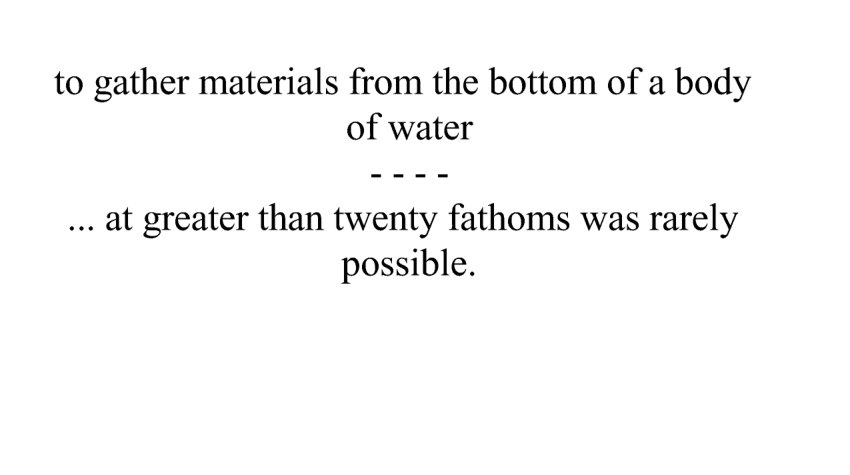 to gather materials from the bottom of a body
of water
- - - -
... at greater than twenty fathoms was rarely
possible.